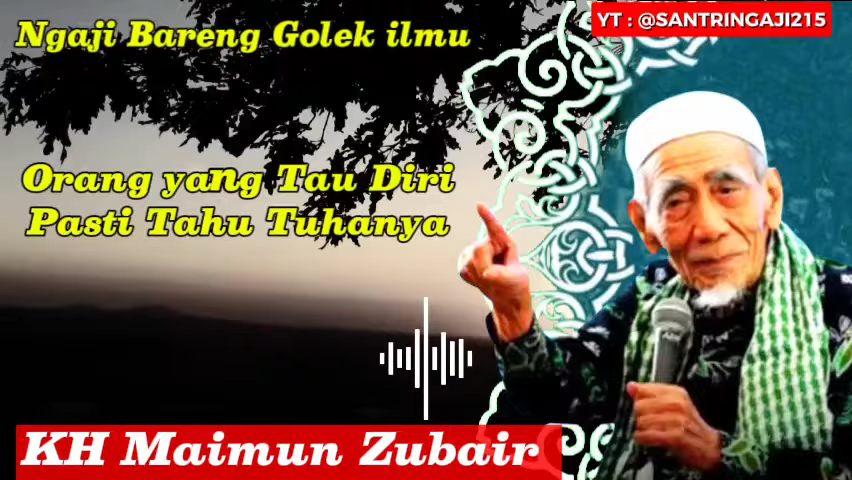 YT : @SANTRINGAJI215
Ngaji Bareng Golek ilmu
Orang yang Tau Diri
Pasti Tahu Tuhanya
KH Maimun Zubair